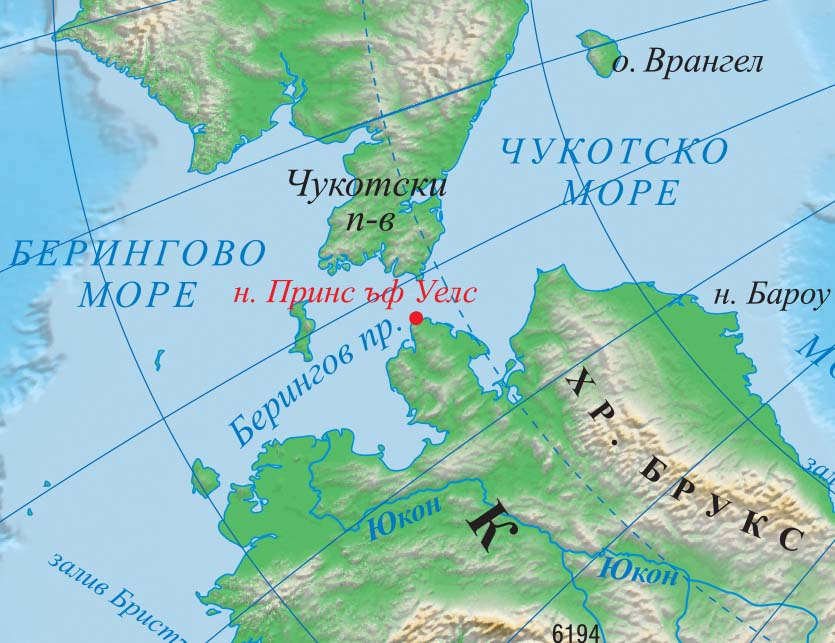 о. Врангел
ЧУКОТСКО
МОРЕ
Чукотски
п-в
БЕРИНГОВО
МОРЕ
н. Принс ъф Уелс
н. Бароу
Берингов пр.
ХР. БРУКС
Юкон
К
Юкон
залив Брист
6194